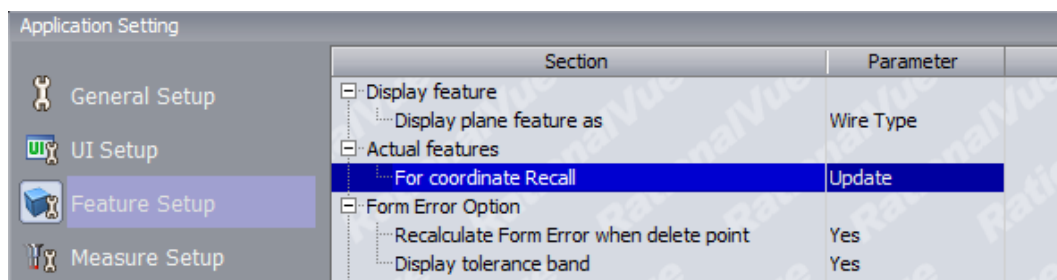 Application Setting
Section Parameter
General Setup
Display feature
Display plane feature as Wire Type
UI Setup
Actual features
For coordinate Recall Update
Feature Setup
Form Error Option
Recalculate Form Error when delete point Yes
Measure Setup
Display tolerance band Yes
RationalVue